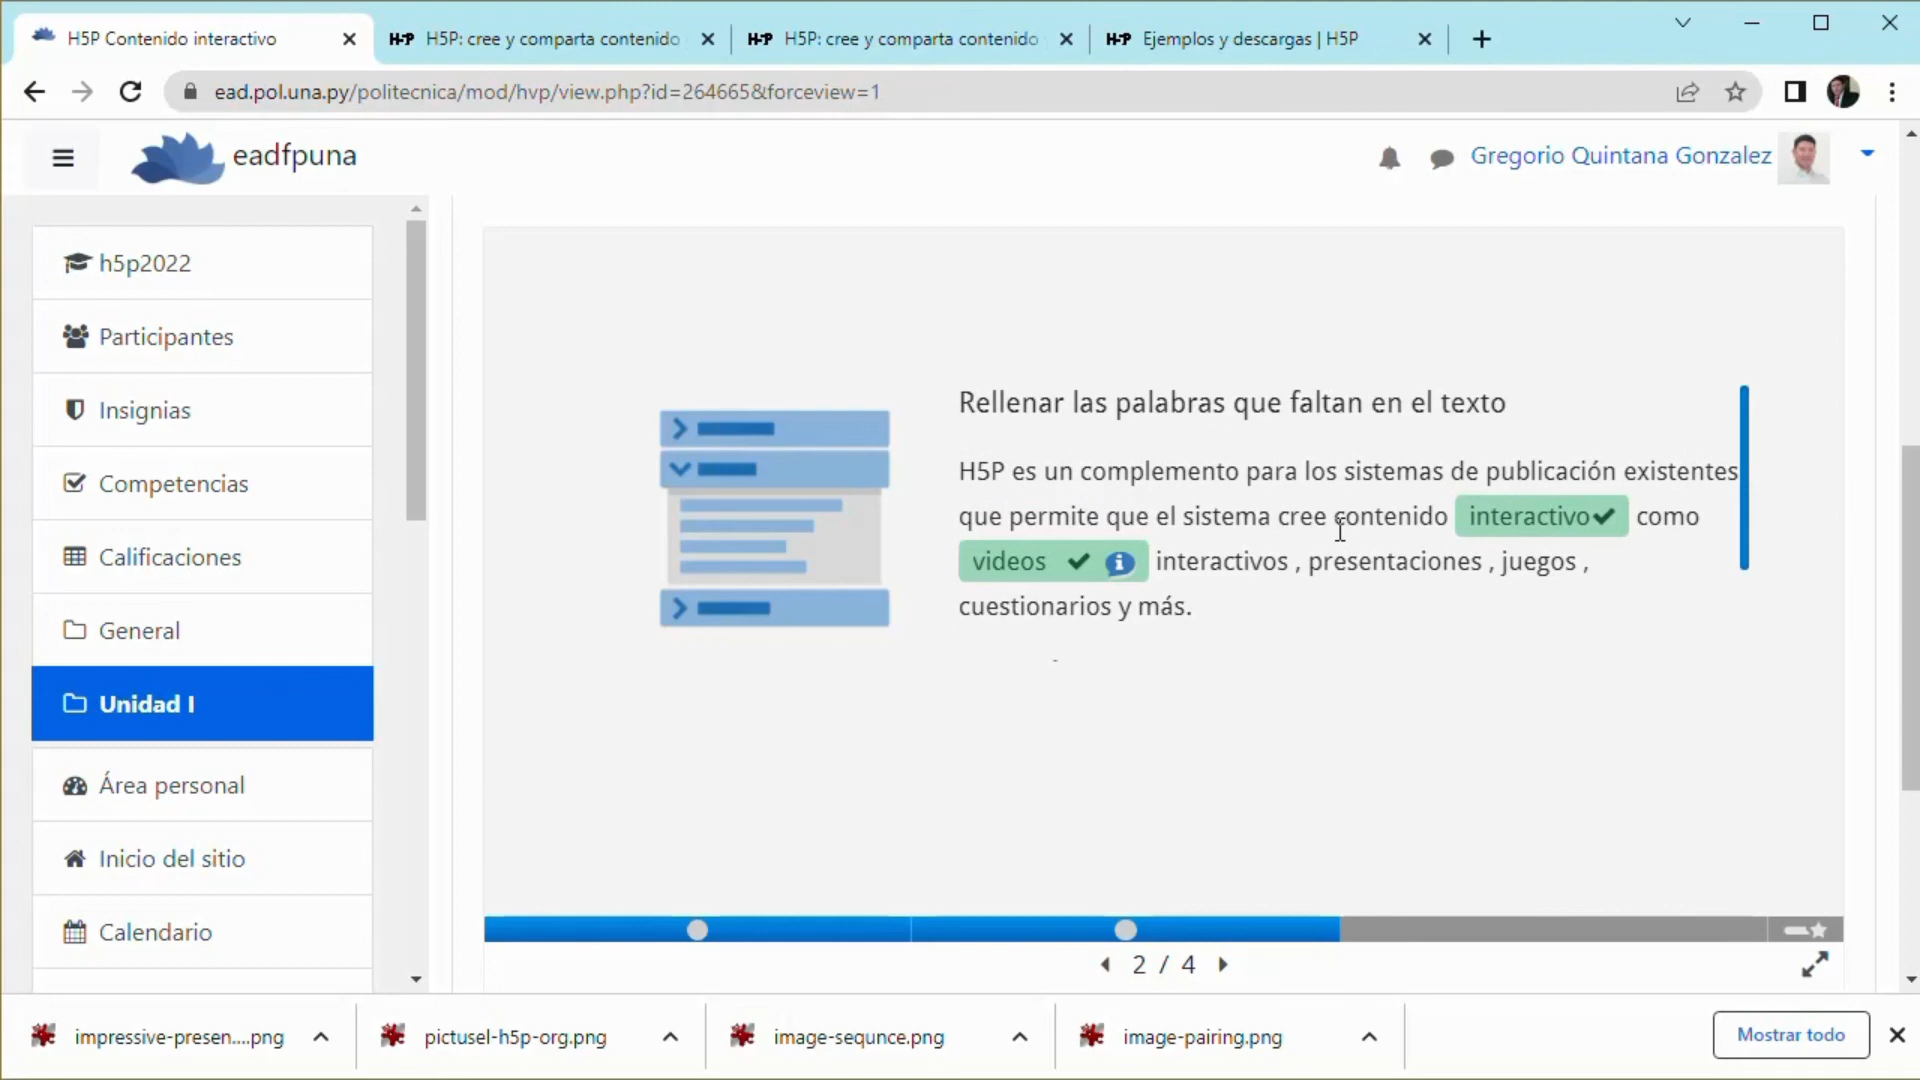 H5P Contenido interactivo
H5P: cree y comparta contenido
H5P: cree y comparta contenido
Ejemplos y descargas | H5P
ead.pol.una.py/politecnica/mod/hvp/view.php?id=264665&forceview=1
eadfpuna
Gregorio Quintana Gonzalez
h5p2022
Participantes
Insignias
Competencias
Calificaciones
General
Unidad I
Área personal
Inicio del sitio
Calendario
Rellenar las palabras que faltan en el texto
H5P es un complemento para los sistemas de publicación existentes
que permite que el sistema cree contenido interactivo como
videos interactivos , presentaciones , juegos ,
cuestionarios y más.
2 / 4
impressive-presen....png
pictusel-h5p-org.png
image-sequnce.png
image-pairing.png
Mostrar todo